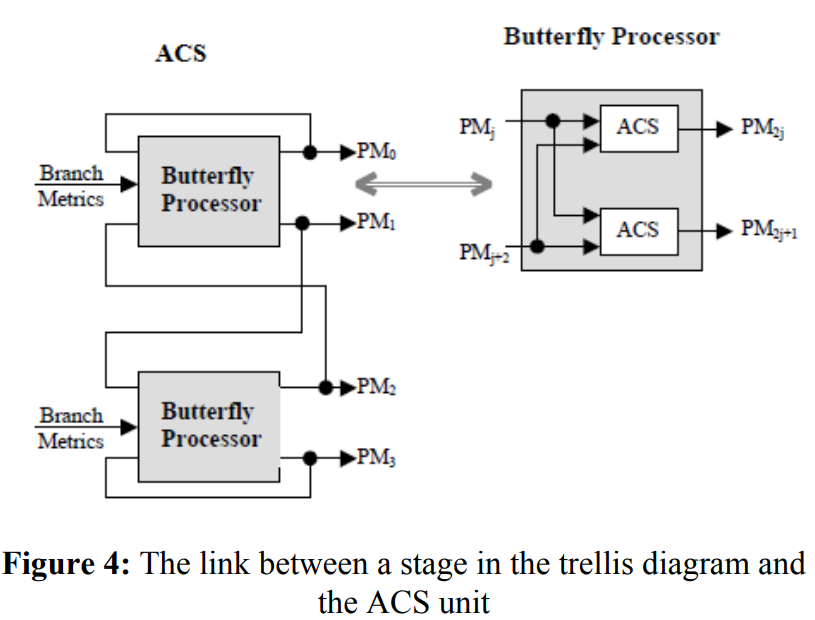 ACS
Butterfly Processor
Branch
Metrics
Butterfly
Processor
PM₀
PM₁
Branch
Metrics
Butterfly
Processor
PM₂
PM₃
PMⱼ
PMⱼ₊₂
ACS
ACS
PM₂ⱼ
PM₂ⱼ₊₁
Figure 4: The link between a stage in the trellis diagram and
the ACS unit